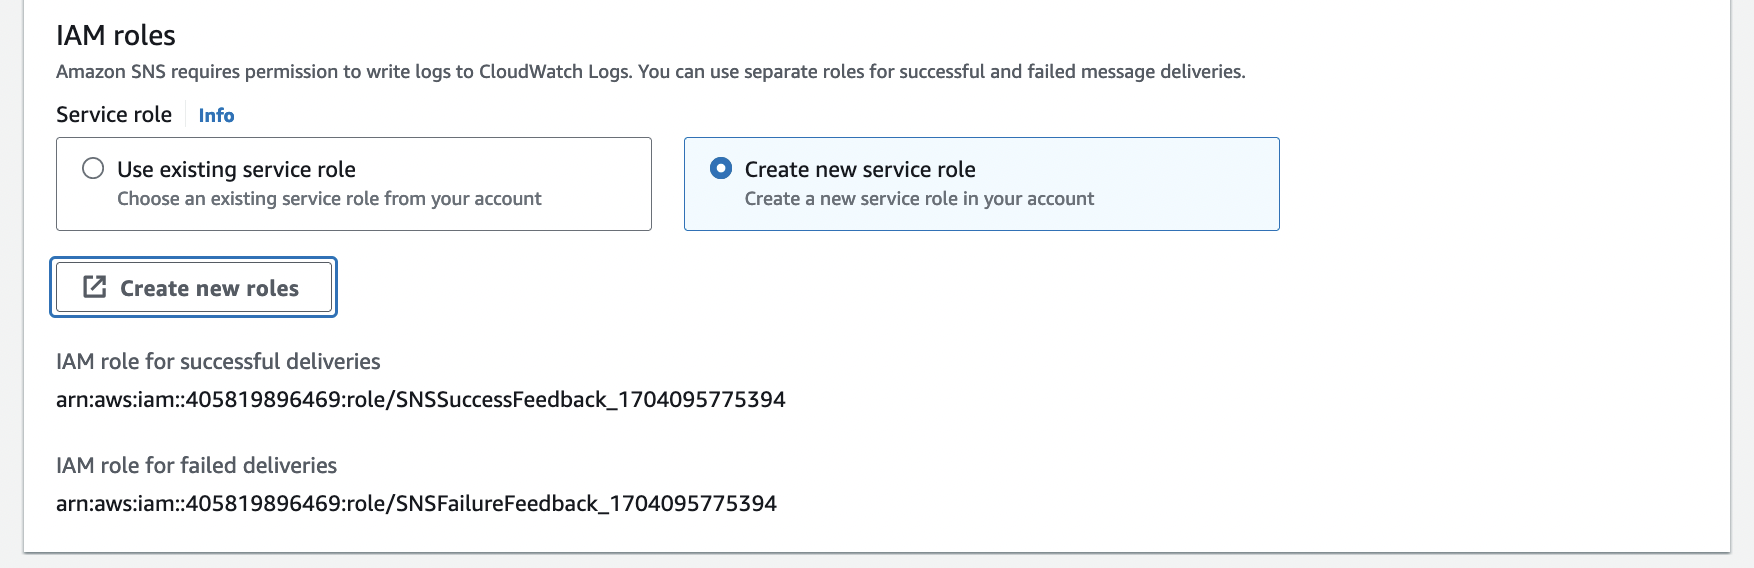 IAM roles
Amazon SNS requires permission to write logs to CloudWatch Logs. You can use separate roles for successful and failed message deliveries.
Service role Info
Use existing service role
Choose an existing service role from your account
Create new service role
Create a new service role in your account
Create new roles
IAM role for successful deliveries
arn:aws:iam::405819896469:role/SNSSuccessFeedback_1704095775394
IAM role for failed deliveries
arn:aws:iam::405819896469:role/SNSFailureFeedback_1704095775394